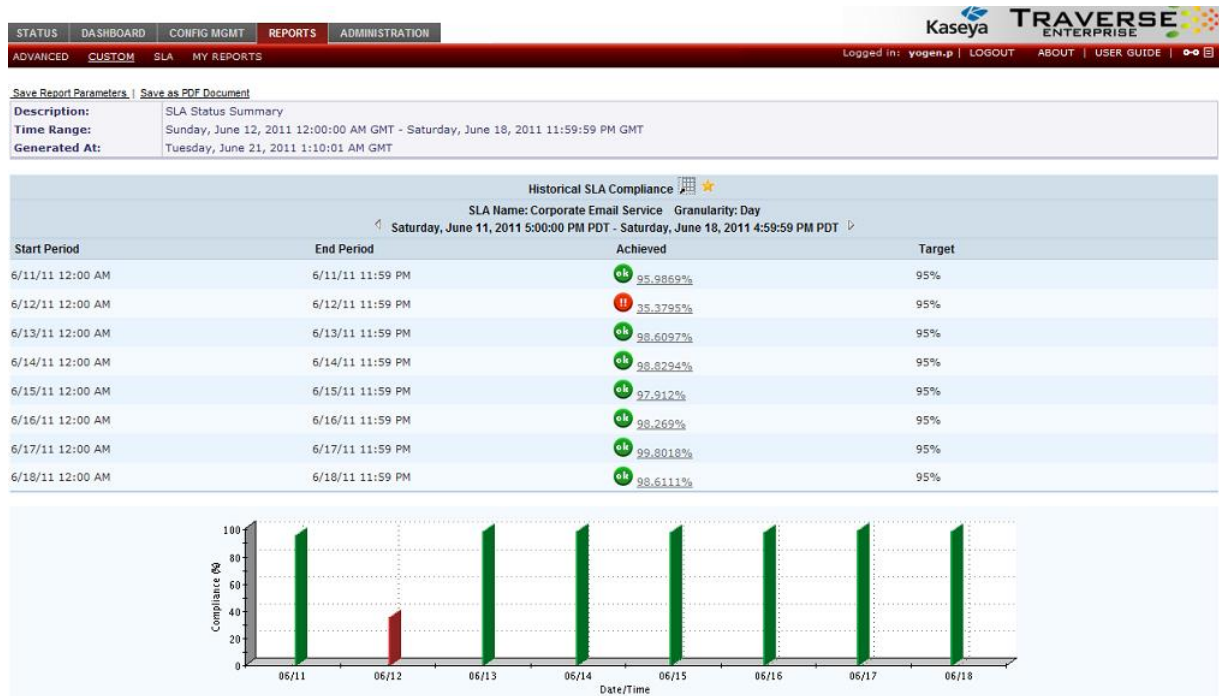 Kaseya TRAVERSE ENTERPRISE
STATUS DASHBOARD CONFIG MGMT REPORTS ADMINISTRATION
ADVANCED CUSTOM SLA MY REPORTS Logged in: yogen.p | LOGOUT ABOUT | USER GUIDE |
Save Report Parameters | Save as PDF Document
Description: SLA Status Summary
Time Range: Sunday, June 12, 2011 12:00:00 AM GMT - Saturday, June 18, 2011 11:59:59 PM GMT
Generated At: Tuesday, June 21, 2011 1:10:01 AM GMT
Historical SLA Compliance
SLA Name: Corporate Email Service Granularity: Day
Saturday, June 11, 2011 5:00:00 PM PDT - Saturday, June 18, 2011 4:59:59 PM PDT
Start Period End Period Achieved Target
6/11/11 12:00 AM 6/11/11 11:59 PM ok 95.9869% 95%
6/12/11 12:00 AM 6/12/11 11:59 PM !! 35.3795% 95%
6/13/11 12:00 AM 6/13/11 11:59 PM ok 98.6097% 95%
6/14/11 12:00 AM 6/14/11 11:59 PM ok 98.8294% 95%
6/15/11 12:00 AM 6/15/11 11:59 PM ok 97.912% 95%
6/16/11 12:00 AM 6/16/11 11:59 PM ok 98.269% 95%
6/17/11 12:00 AM 6/17/11 11:59 PM ok 99.8018% 95%
6/18/11 12:00 AM 6/18/11 11:59 PM ok 98.6111% 95%
Compliance (%)
100
80
60
40
20
0
06/11 06/12 06/13 06/14 06/15 06/16 06/17 06/18
Date/Time